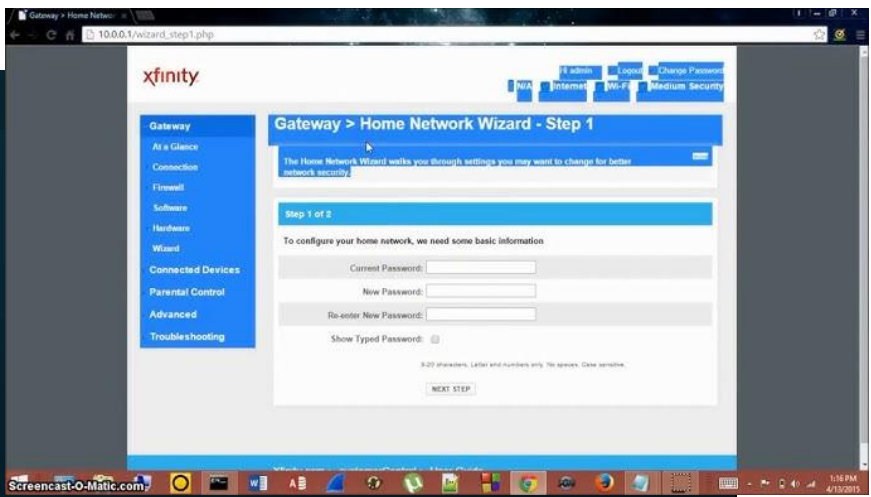 Gateway > Home Networ
10.0.0.1/wizard_step1.php
xfinity
Hi admin Logout Change Password
N/A Internet Wi-Fi Medium Security
Gateway
At a Glance
Connection
Firewall
Software
Hardware
Wizard
Connected Devices
Parental Control
Advanced
Troubleshooting
Gateway > Home Network Wizard - Step 1
The Home Network Wizard walks you through settings you may want to change for better
network security.
Step 1 of 2
To configure your home network, we need some basic information
Current Password:
New Password:
Re-enter New Password:
Show Typed Password:
8-20 characters. Letter and numbers only. No spaces. Case sensitive.
NEXT STEP
Screencast-O-Matic.com
1:16 PM
4/13/2015